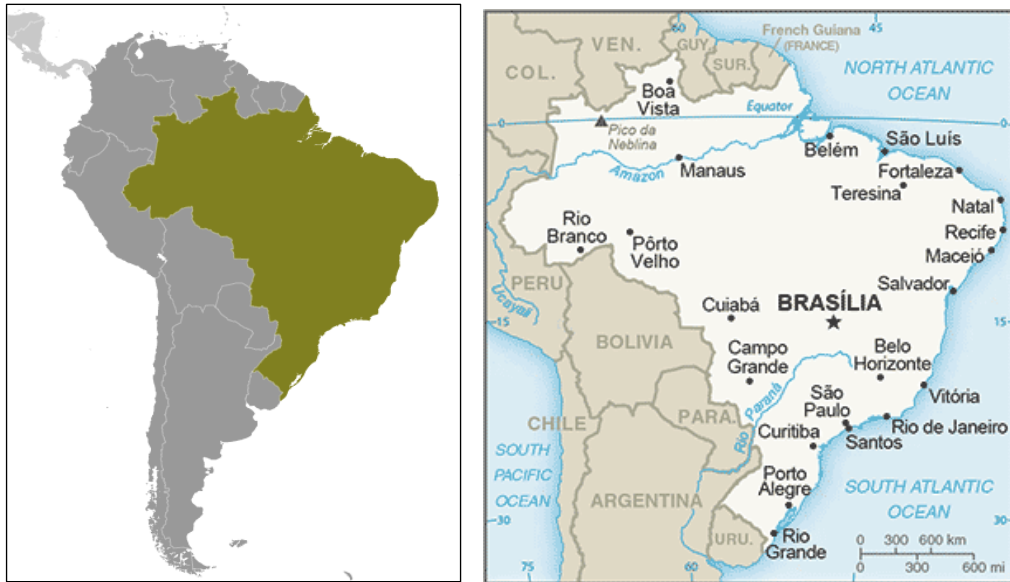 60
45
French Guiana
(FRANCE)
VEN.
GUY.
SUR.
COL.
NORTH ATLANTIC
OCEAN
Boa
Vista
Equator
0
Pico da
Neblina
Belém
São Luís
Amazon
Manaus
Fortaleza
Teresina
Natal
Rio
Branco
Pôrto
Velho
Recife
Maceió
PERU
Ucayali
Salvador
Cuiabá
BRASÍLIA
15
15
BOLIVIA
Campo
Grande
Belo
Horizonte
Rio Paraná
Vitória
São
Paulo
PARA.
CHILE
Rio de Janeiro
Santos
Curitiba
SOUTH
PACIFIC
OCEAN
Porto
Alegre
ARGENTINA
SOUTH ATLANTIC
OCEAN
30
30
URU.
Rio
Grande
0 300 600 km
0 300 600 mi
75
60